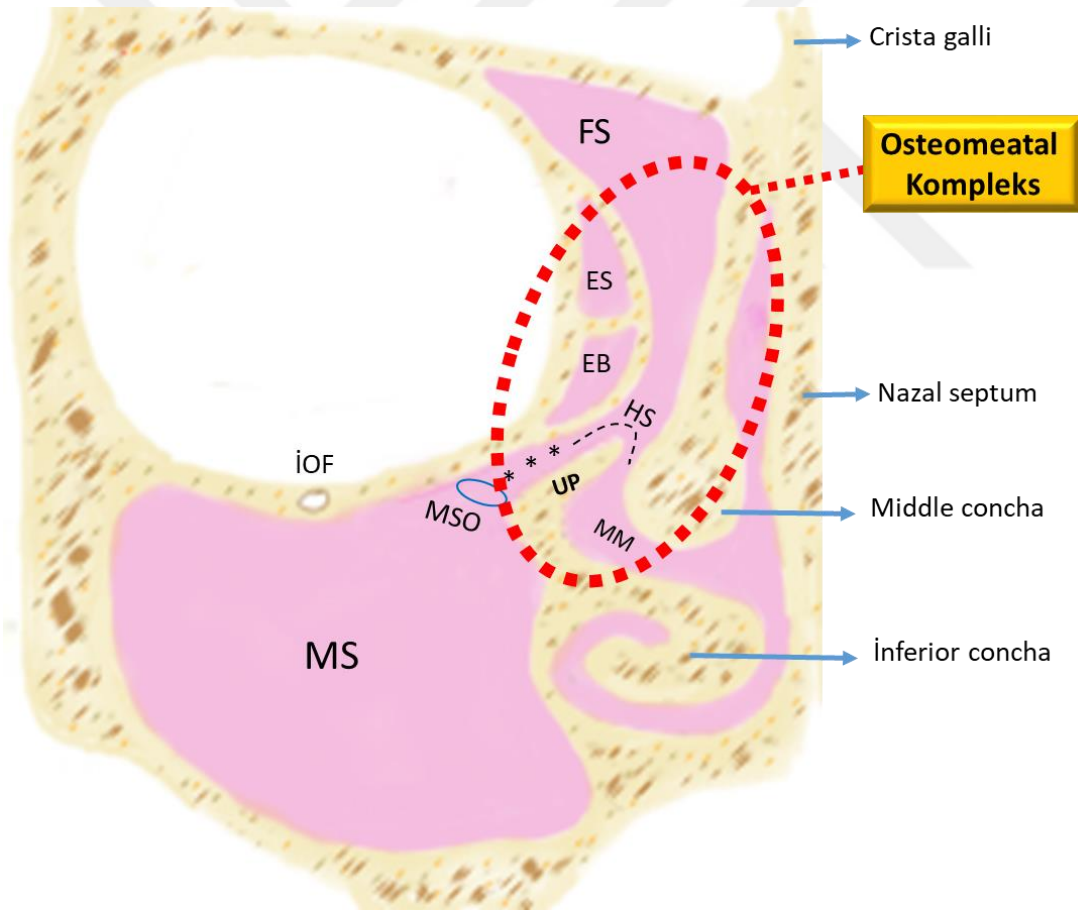 Crista galli
FS
Osteomeatal
Kompleks
ES
EB
Nazal septum
HS
İOF
* * *
UP
MSO
Middle concha
MM
MS
İnferior concha